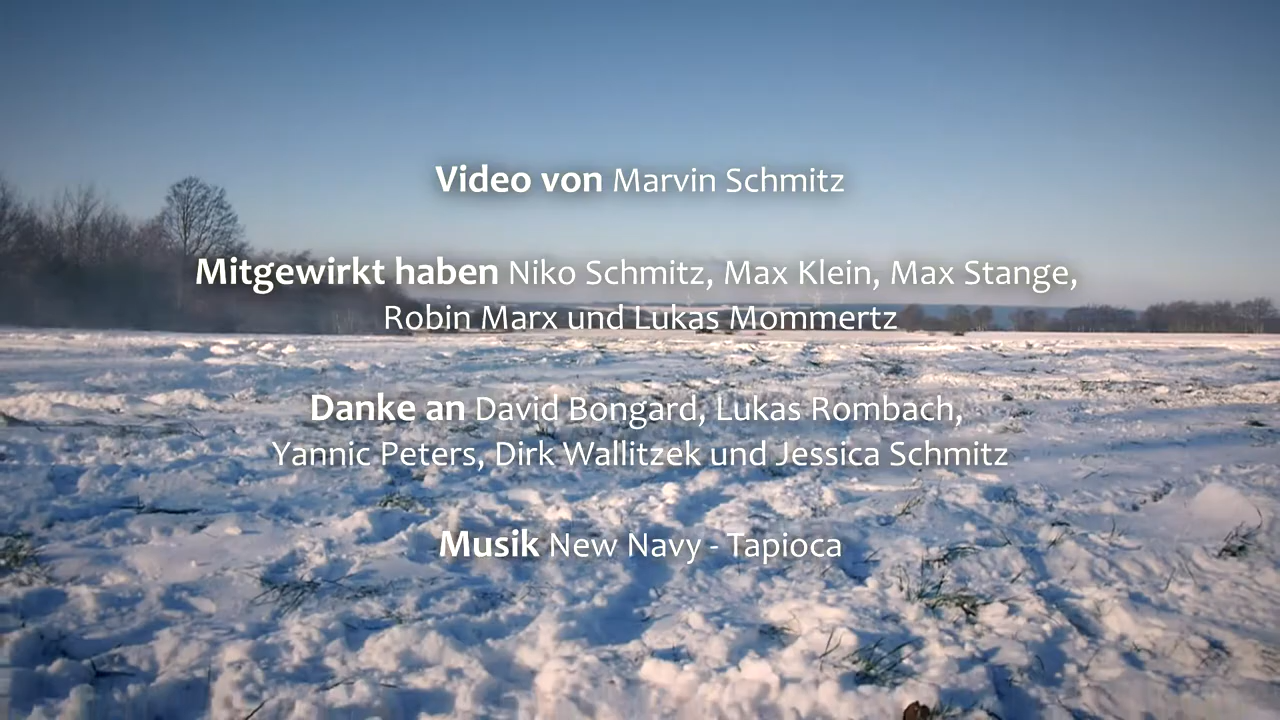 Video von Marvin Schmitz
Mitgewirkt haben Niko Schmitz, Max Klein, Max Stange,
Robin Marx und Lukas Mommertz
Danke an David Bongard, Lukas Rombach,
Yannic Peters, Dirk Wallitzek und Jessica Schmitz
Musik New Navy - Tapioca